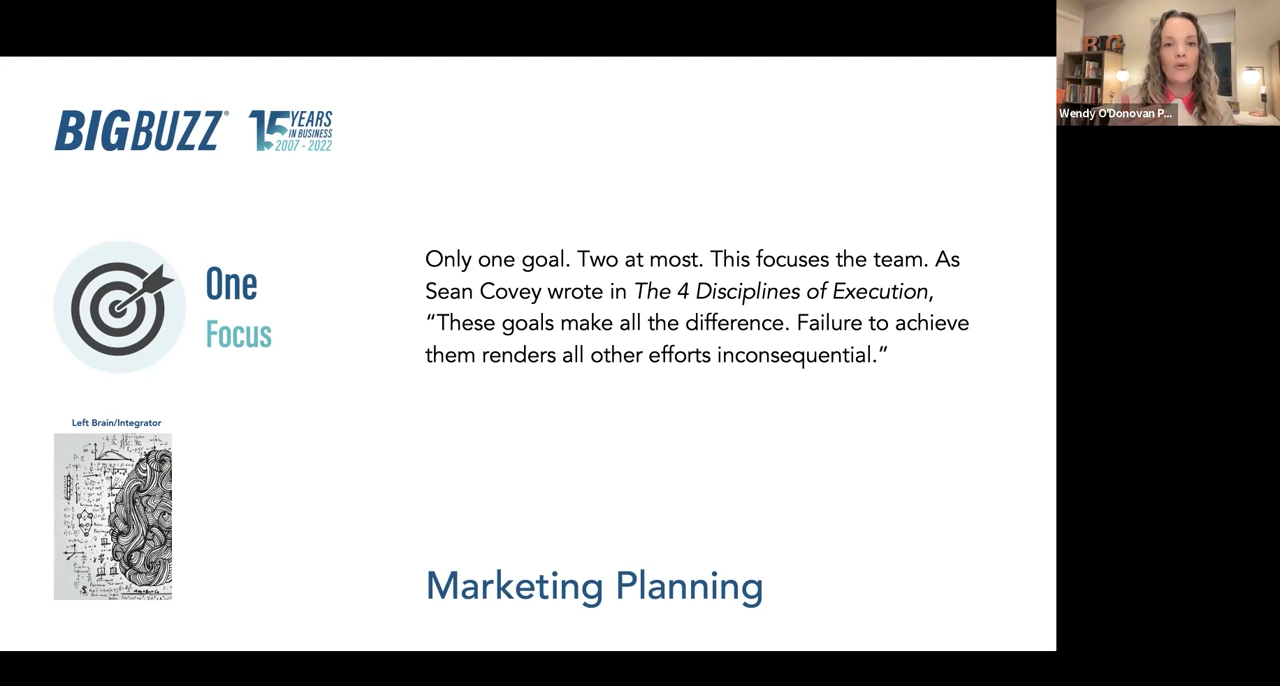 BIGBUZZ®
15 YEARS
IN BUSINESS
2007 - 2022
One
Focus
Only one goal. Two at most. This focuses the team. As
Sean Covey wrote in The 4 Disciplines of Execution,
“These goals make all the difference. Failure to achieve
them renders all other efforts inconsequential.”
Left Brain/Integrator
Marketing Planning
BIG
Wendy O'Donovan P...